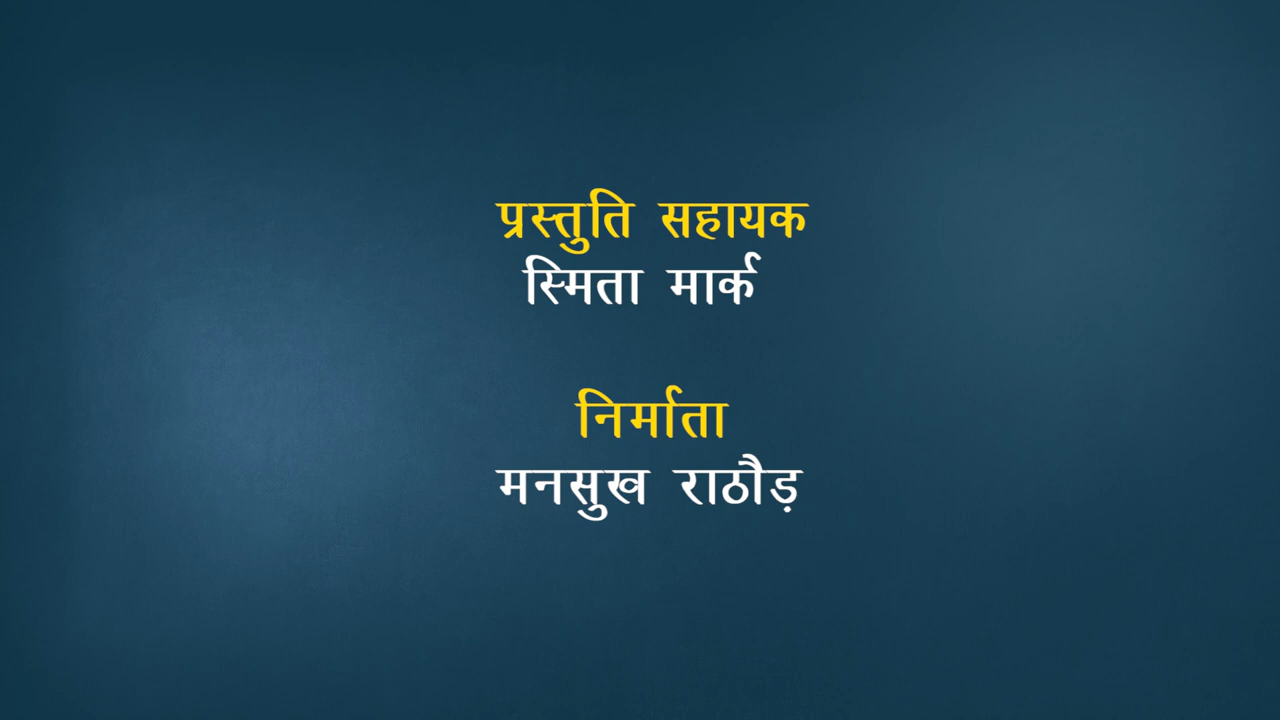 प्रस्तुति सहायक
स्मिता मार्क
निर्माता
मनसुख राठौड़